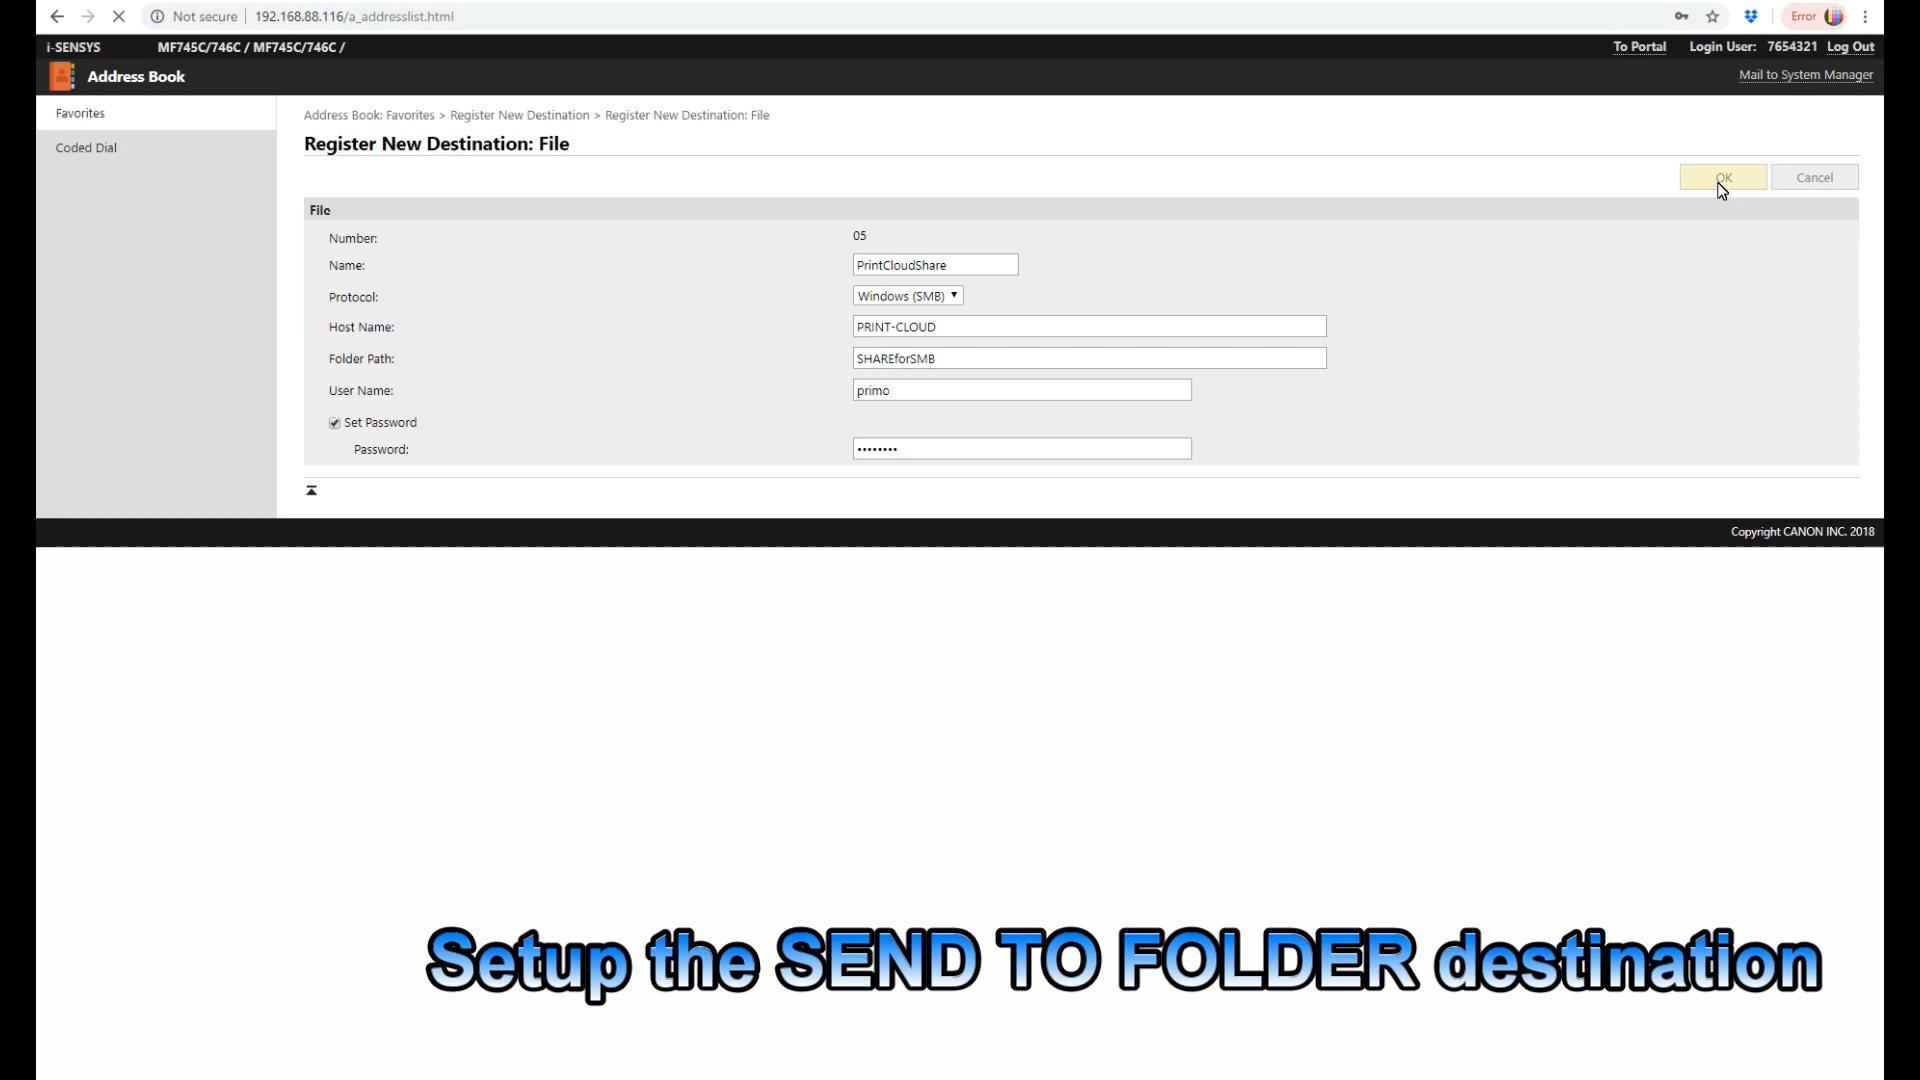 Not secure | 192.168.88.116/a_addresslist.html Error
i-SENSYS MF745C/746C / MF745C/746C / To Portal Login User: 7654321 Log Out
Address Book Mail to System Manager
Favorites
Coded Dial
Address Book: Favorites > Register New Destination > Register New Destination: File
Register New Destination: File
OK Cancel
File
Number: 05
Name: PrintCloudShare
Protocol: Windows (SMB)
Host Name: PRINT-CLOUD
Folder Path: SHAREforSMB
User Name: primo
Set Password
Password: ••••••••
Copyright CANON INC. 2018
Setup the SEND TO FOLDER destination